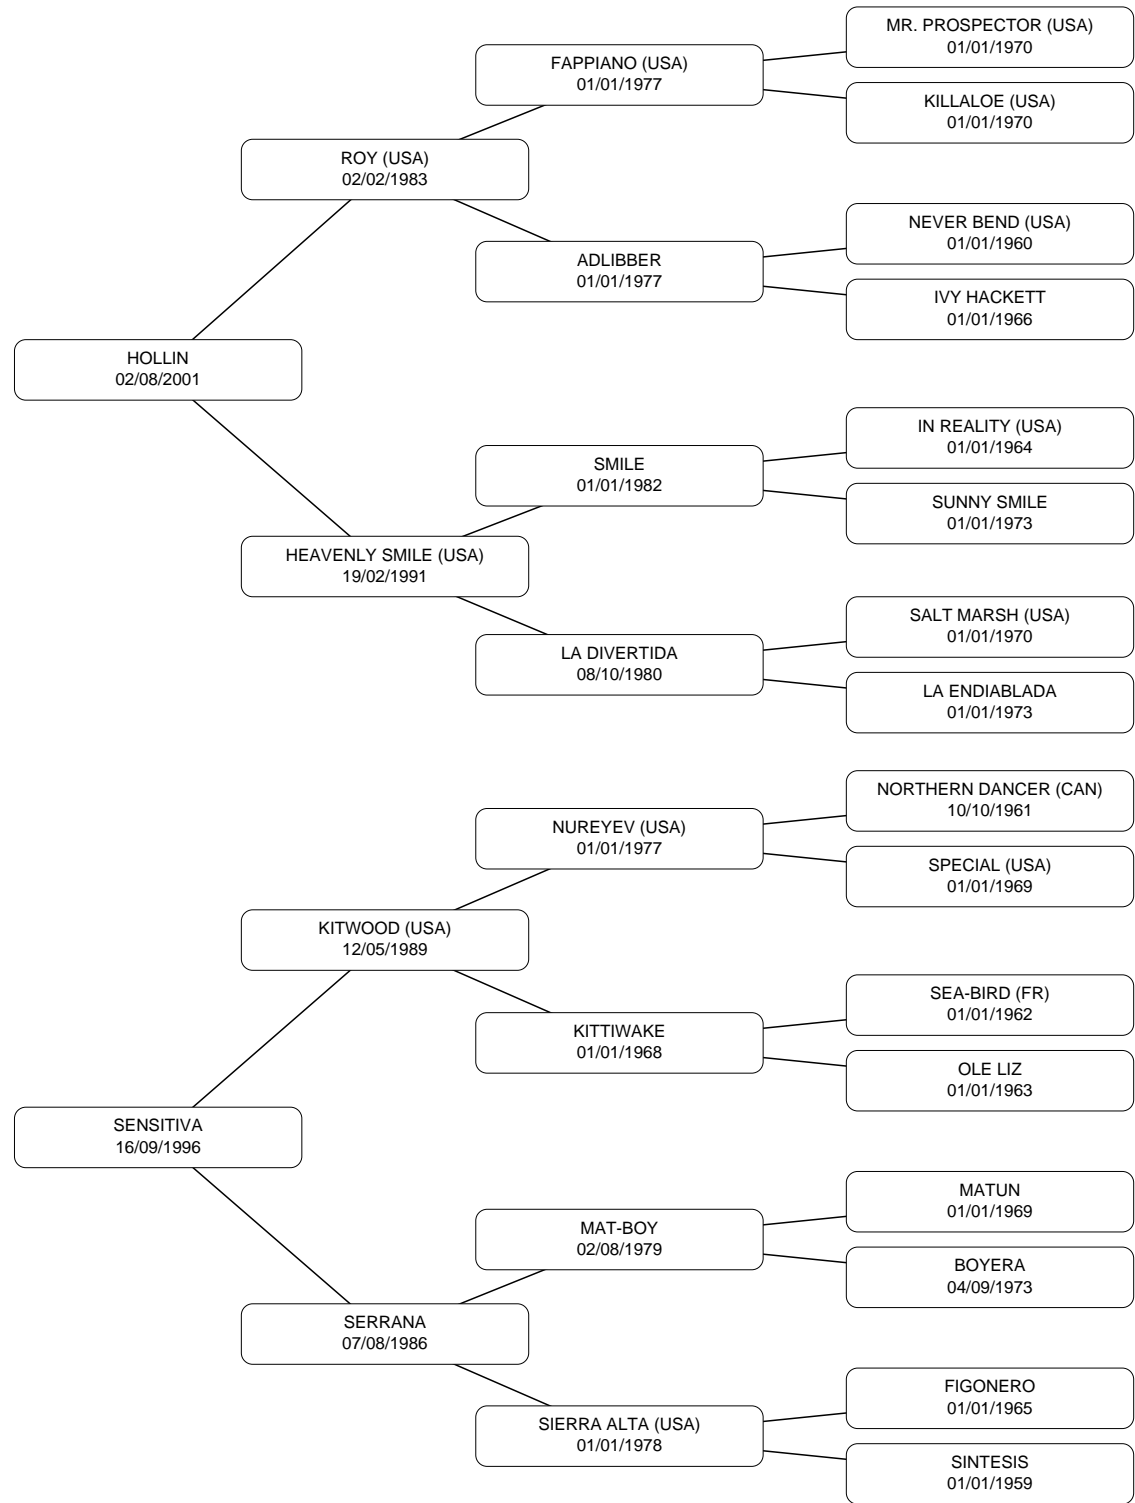 MR. PROSPECTOR (USA)
01/01/1970
FAPPIANO (USA)
01/01/1977
KILLALOE (USA)
01/01/1970
ROY (USA)
02/02/1983
NEVER BEND (USA)
01/01/1960
ADLIBBER
01/01/1977
IVY HACKETT
01/01/1966
HOLLIN
02/08/2001
IN REALITY (USA)
01/01/1964
SMILE
01/01/1982
SUNNY SMILE
01/01/1973
HEAVENLY SMILE (USA)
19/02/1991
SALT MARSH (USA)
01/01/1970
LA DIVERTIDA
08/10/1980
LA ENDIABLADA
01/01/1973
NORTHERN DANCER (CAN)
10/10/1961
NUREYEV (USA)
01/01/1977
SPECIAL (USA)
01/01/1969
KITWOOD (USA)
12/05/1989
SEA-BIRD (FR)
01/01/1962
KITTIWAKE
01/01/1968
OLE LIZ
01/01/1963
SENSITIVA
16/09/1996
MATUN
01/01/1969
MAT-BOY
02/08/1979
BOYERA
04/09/1973
SERRANA
07/08/1986
FIGONERO
01/01/1965
SIERRA ALTA (USA)
01/01/1978
SINTESIS
01/01/1959